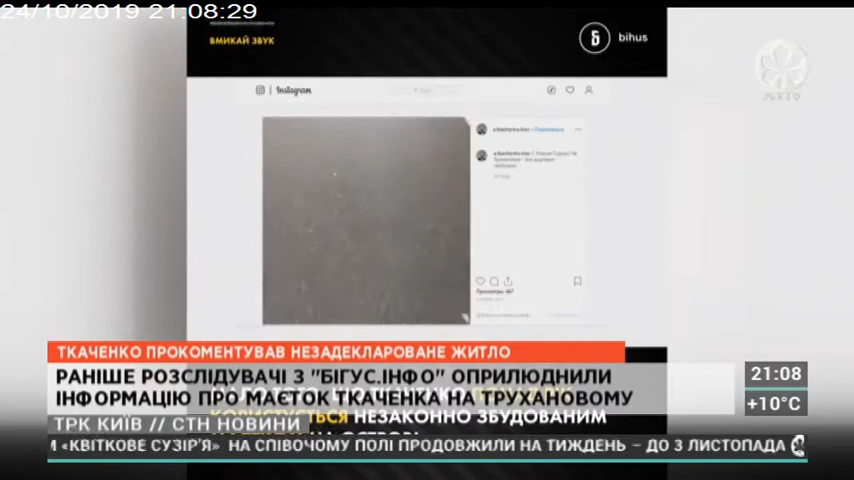 24/10/2019 21:08:29
ВМИКАЙ ЗВУК
bihus
Instagram
ТКАЧЕНКО ПРОКОМЕНТУВАВ НЕЗАДЕКЛАРОВАНЕ ЖИТЛО
РАНІШЕ РОЗСЛІДУВАЧІ З "БІГУС.ІНФО" ОПРИЛЮДНИЛИ
ІНФОРМАЦІЮ ПРО МАЄТОК ТКАЧЕНКА НА ТРУХАНОВОМУ
КОРИСТУЄТЬСЯ НЕЗАКОННО ЗБУДОВАНИМ
21:08
+10°C
ТРК КИЇВ // СТН НОВИНИ
И «КВІТКОВЕ СУЗІР'Я» НА СПІВОЧОМУ ПОЛІ ПРОДОВЖИЛИ НА ТИЖДЕНЬ – ДО 3 ЛИСТОПАДА